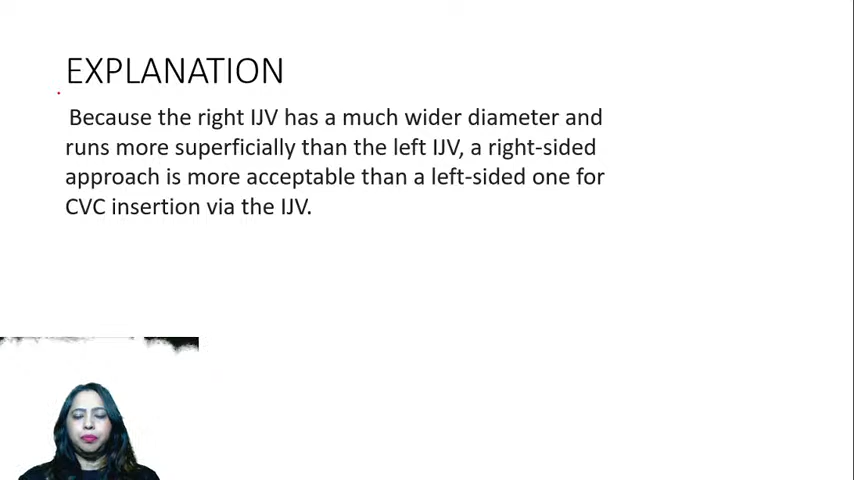 EXPLANATION
Because the right IJV has a much wider diameter and
runs more superficially than the left IJV, a right-sided
approach is more acceptable than a left-sided one for
CVC insertion via the IJV.